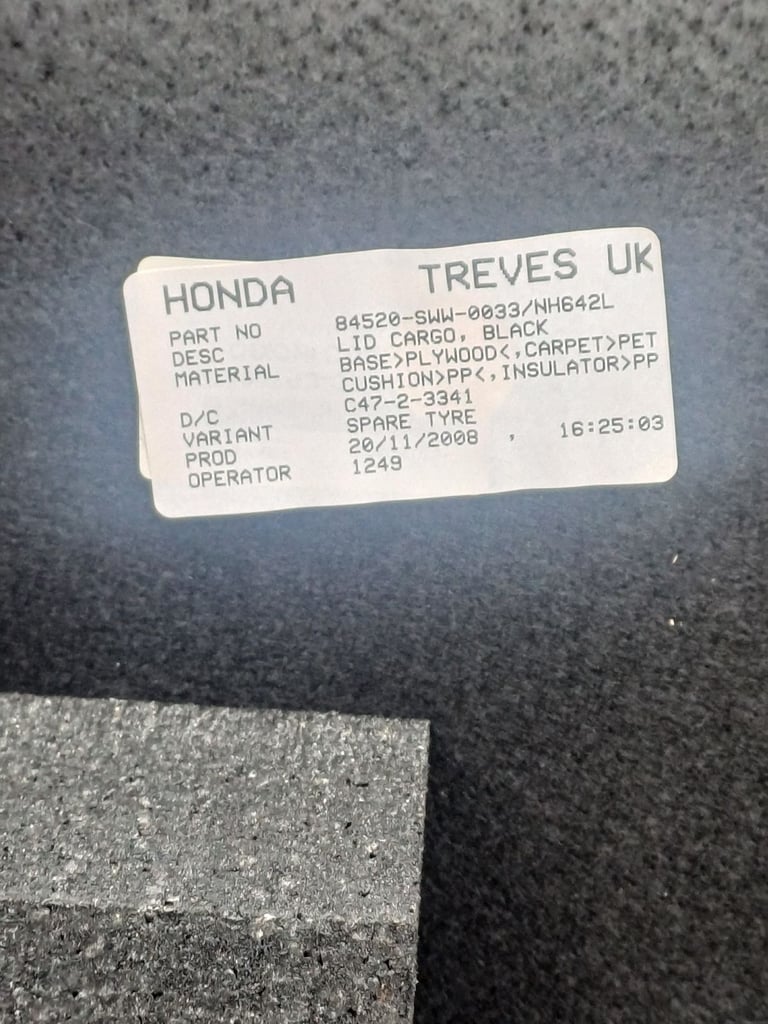 HONDA TREVES UK
PART NO 84520-SWW-0033/NH642L
DESC LID CARGO, BLACK
MATERIAL BASE>PLYWOOD<,CARPET>PET
CUSHION>PP<,INSULATOR>PP
D/C C47-2-3341
VARIANT SPARE TYRE
PROD 20/11/2008 , 16:25:03
OPERATOR 1249